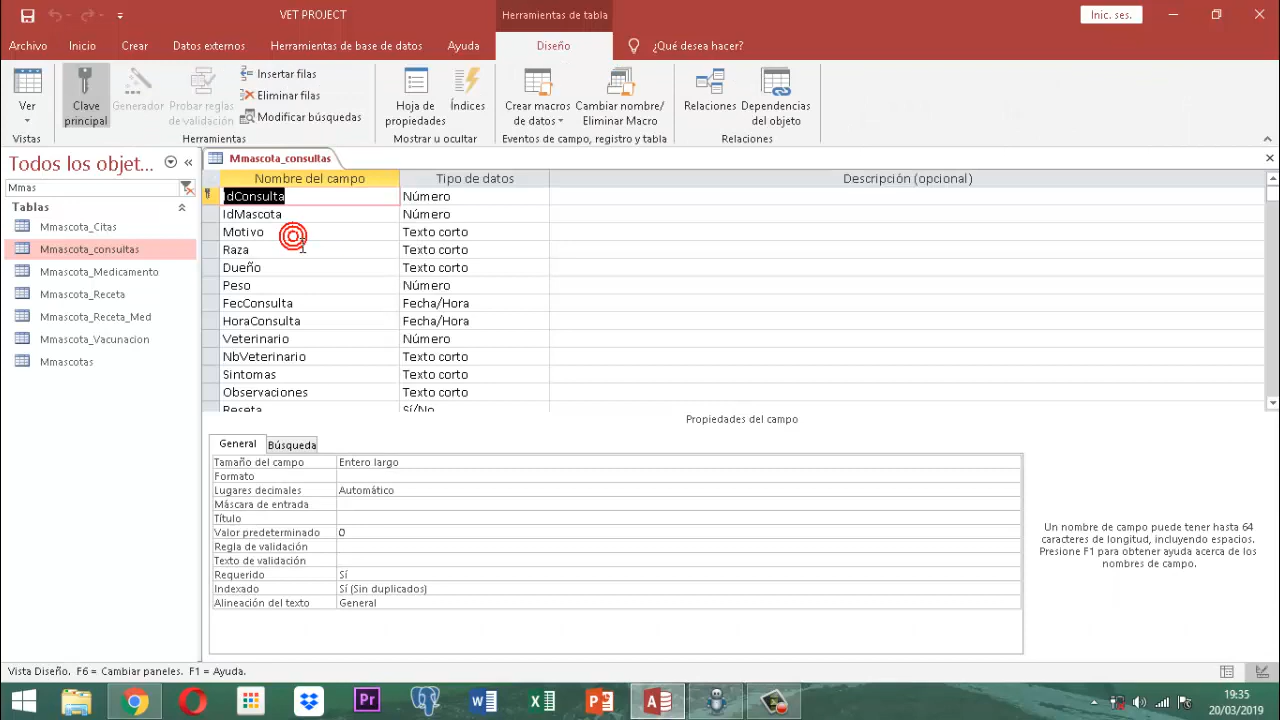 VET PROJECT
Herramientas de tabla
Inic. ses.
Archivo
Inicio
Crear
Datos externos
Herramientas de base de datos
Ayuda
Diseño
¿Qué desea hacer?
Ver
Clave principal
Generador
Probar reglas de validación
Insertar filas
Eliminar filas
Modificar búsquedas
Hoja de propiedades
Índices
Crear macros de datos
Cambiar nombre/ Eliminar Macro
Relaciones
Dependencias del objeto
Vistas
Herramientas
Mostrar u ocultar
Eventos de campo, registro y tabla
Relaciones
Todos los objet...
Mmas
Tablas
Mmascota_Citas
Mmascota_consultas
Mmascota_Medicamento
Mmascota_Receta
Mmascota_Receta_Med
Mmascota_Vacunacion
Mmascotas
Mmascota_consultas
Nombre del campo Tipo de datos Descripción (opcional)
IdConsulta Número
IdMascota Número
Motivo Texto corto
Raza Texto corto
Dueño Texto corto
Peso Número
FecConsulta Fecha/Hora
HoraConsulta Fecha/Hora
Veterinario Número
NbVeterinario Texto corto
Sintomas Texto corto
Observaciones Texto corto
Reseta Sí/No
Propiedades del campo
General Búsqueda
Tamaño del campo Entero largo
Formato
Lugares decimales Automático
Máscara de entrada
Título
Valor predeterminado 0
Regla de validación
Texto de validación
Requerido Sí
Indexado Sí (Sin duplicados)
Alineación del texto General
Un nombre de campo puede tener hasta 64
caracteres de longitud, incluyendo espacios.
Presione F1 para obtener ayuda acerca de los
nombres de campo.
Vista Diseño. F6 = Cambiar paneles. F1 = Ayuda.
Pr
19:35
20/03/2019